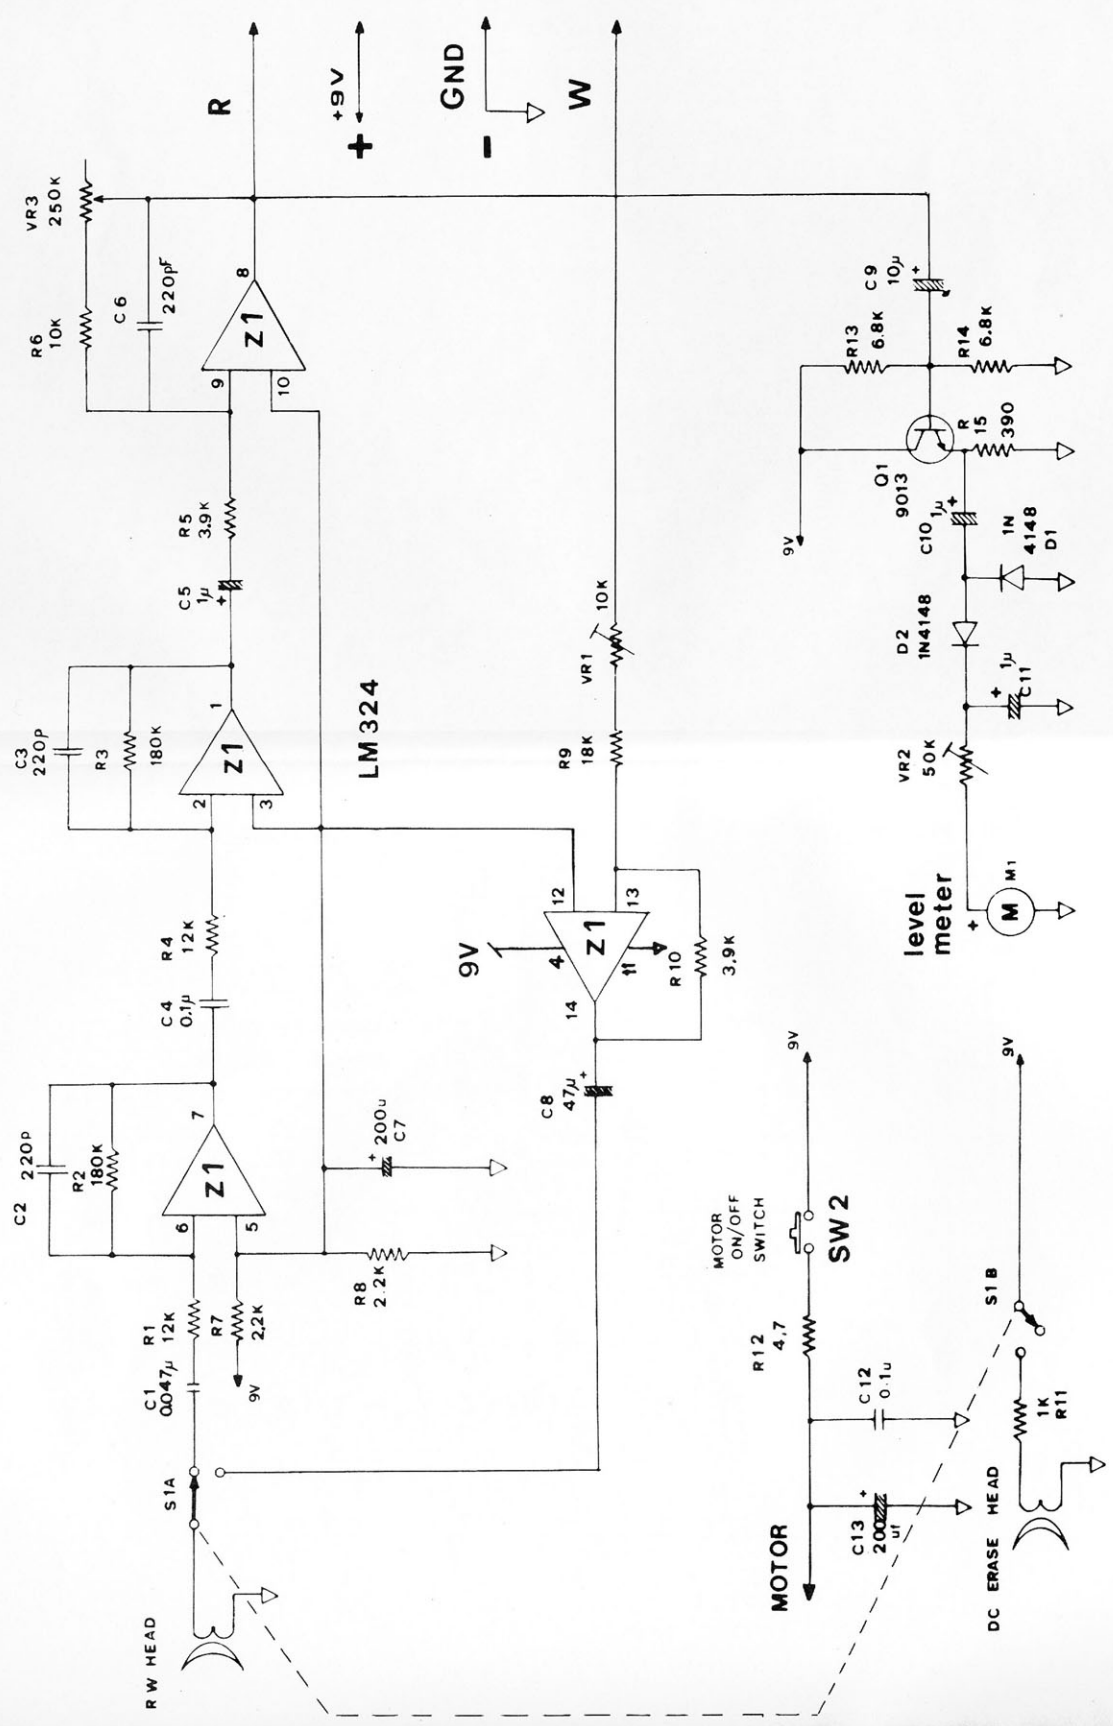 RW HEAD
S1A
C1
0.047µ
R1
12K
R7
2,2K
9V
C2
220P
R2
180K
6
5
Z1
7
C4
0.1µ
R4
12K
C3
220P
R3
180K
2
3
Z1
1
LM324
C5
1µ
+
R5
3.9K
R6
10K
VR3
250K
C6
220pF
9
10
Z1
8
R
+
+9V
-
GND
W
R8
2.2K
+
200u
C7
C8
47µ
+
14
Z1
12
13
4
11
9V
R10
3,9K
R9
18K
VR1
10K
MOTOR
C13
200
uf
+
C12
0.1u
R12
4,7
MOTOR
ON/OFF
SWITCH
SW2
9V
DC ERASE HEAD
1K
R11
S1B
9V
level
meter
+
M
M1
VR2
50K
+
1µ
C11
D2
1N4148
1N
4148
D1
C10
1µ
+
Q1
9013
R
15
390
9V
R13
6.8K
R14
6.8K
C9
10µ
+